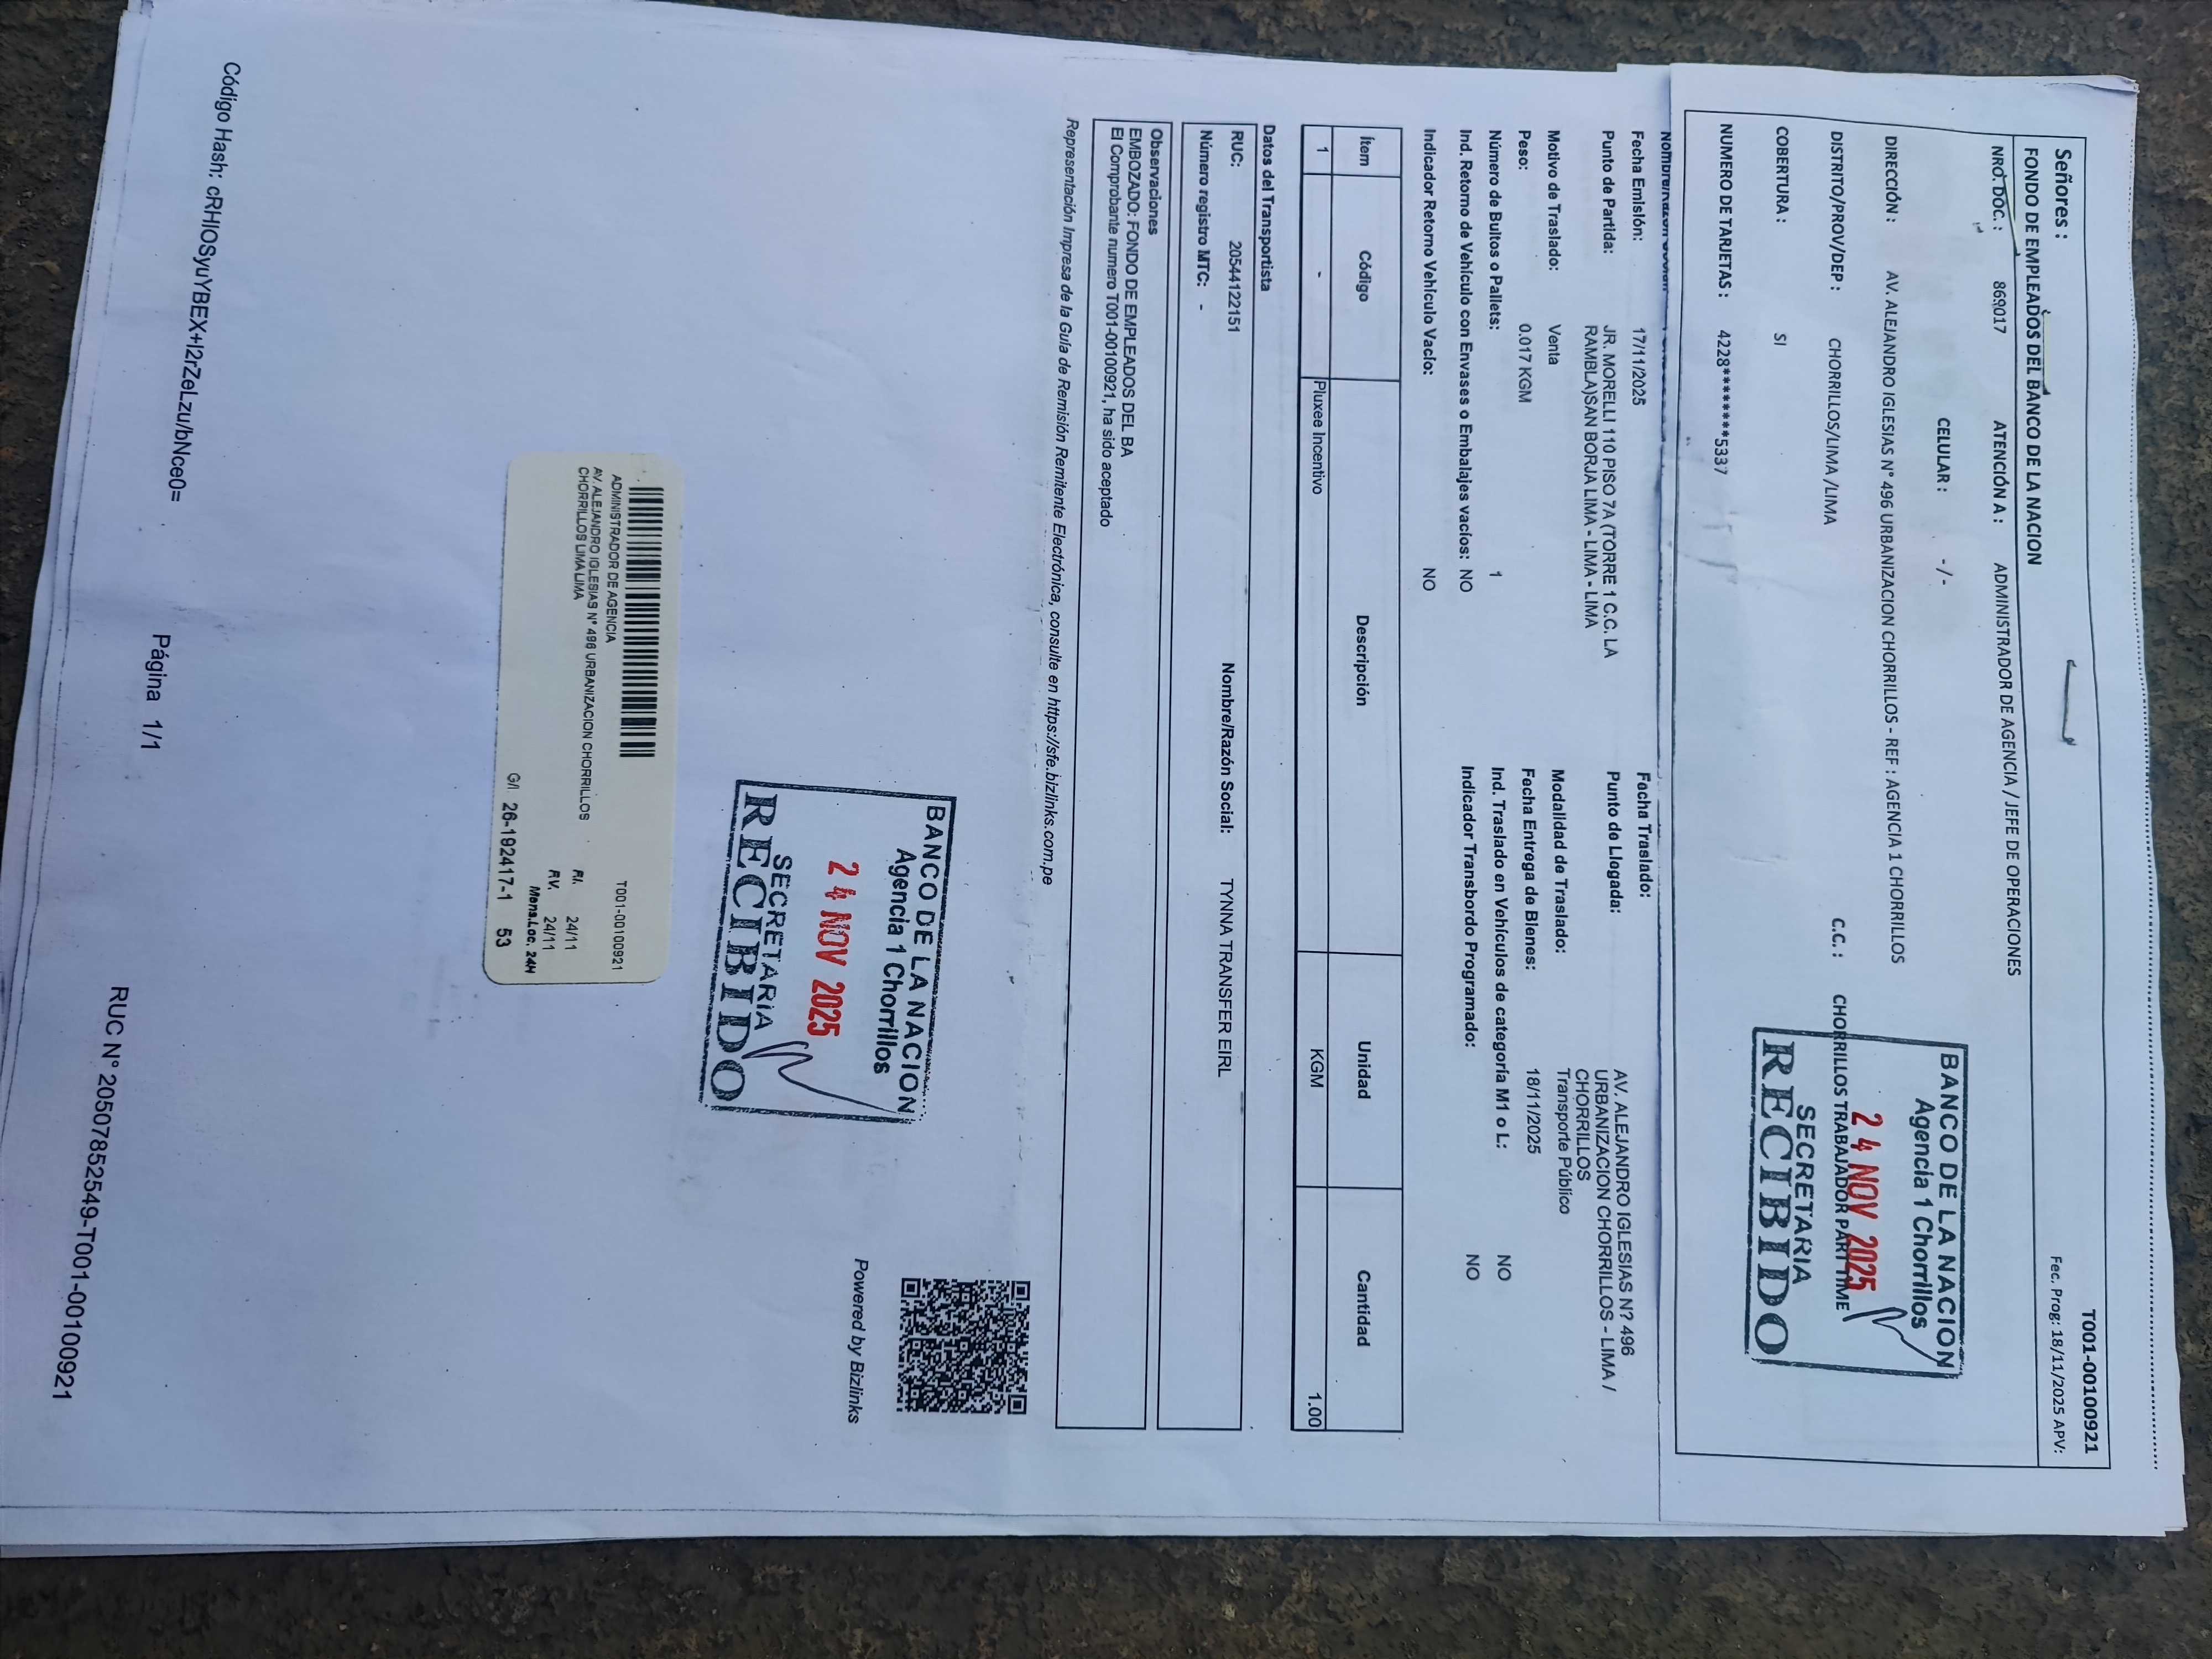 T001-00100921
Señores :
Fec. Prog: 18/11/2025 APV:
FONDO DE EMPLEADOS DEL BANCO DE LA NACION
NRO. DOC. : 869017 ATENCIÓN A : ADMINISTRADOR DE AGENCIA / JEFE DE OPERACIONES
CELULAR : - / -
DIRECCIÓN : AV. ALEJANDRO IGLESIAS N° 496 URBANIZACION CHORRILLOS - REF : AGENCIA 1 CHORRILLOS
DISTRITO/PROV/DEP : CHORRILLOS/LIMA /LIMA C.C. : CHORRILLOS TRABAJADOR PART TIME
COBERTURA : SI
NUMERO DE TARJETAS : 4228********5337
BANCO DE LA NACION
Agencia 1 Chorrillos
24 NOV 2025
SECRETARIA
RECIBIDO
Fecha Emisión: 17/11/2025 Fecha Traslado:
Punto de Partida: JR. MORELLI 110 PISO 7A (TORRE 1 C.C. LA
RAMBLA)SAN BORJA LIMA - LIMA - LIMA
Punto de Llegada: AV. ALEJANDRO IGLESIAS N? 496
URBANIZACION CHORRILLOS - LIMA /
CHORRILLOS
Motivo de Traslado: Venta Modalidad de Traslado: Transporte Público
Peso: 0.017 KGM Fecha Entrega de Bienes: 18/11/2025
Número de Bultos o Pallets: 1 Ind. Traslado en Vehículos de categoría M1 o L: NO
Ind. Retorno de Vehículo con Envases o Embalajes vacíos: NO Indicador Transbordo Programado: NO
Indicador Retorno Vehículo Vacío: NO
Ítem Código Descripción Unidad Cantidad
1 - Pluxee Incentivo KGM 1.00
Datos del Transportista
RUC: 20544122151 Nombre/Razón Social: TYNNA TRANSFER EIRL
Número registro MTC: -
Observaciones
EMBOZADO: FONDO DE EMPLEADOS DEL BA
El Comprobante numero T001-00100921, ha sido aceptado
Representación Impresa de la Guía de Remisión Remitente Electrónica, consulte en https://sfe.bizlinks.com.pe
Powered by Bizlinks
BANCO DE LA NACION
Agencia 1 Chorrillos
24 NOV 2025
SECRETARIA
RECIBIDO
T001-00100921
ADMINISTRADOR DE AGENCIA
AV. ALEJANDRO IGLESIAS N° 496 URBANIZACION CHORRILLOS
CHORRILLOS LIMA LIMA
RI. 24/11
RV. 24/11
Mens.Loc. 24H
G/I. 26-192417-1 53
Código Hash: cRHIOSyuYBEX+I2rZeLzu/bNce0=
Página 1/1
RUC N° 20507852549-T001-00100921